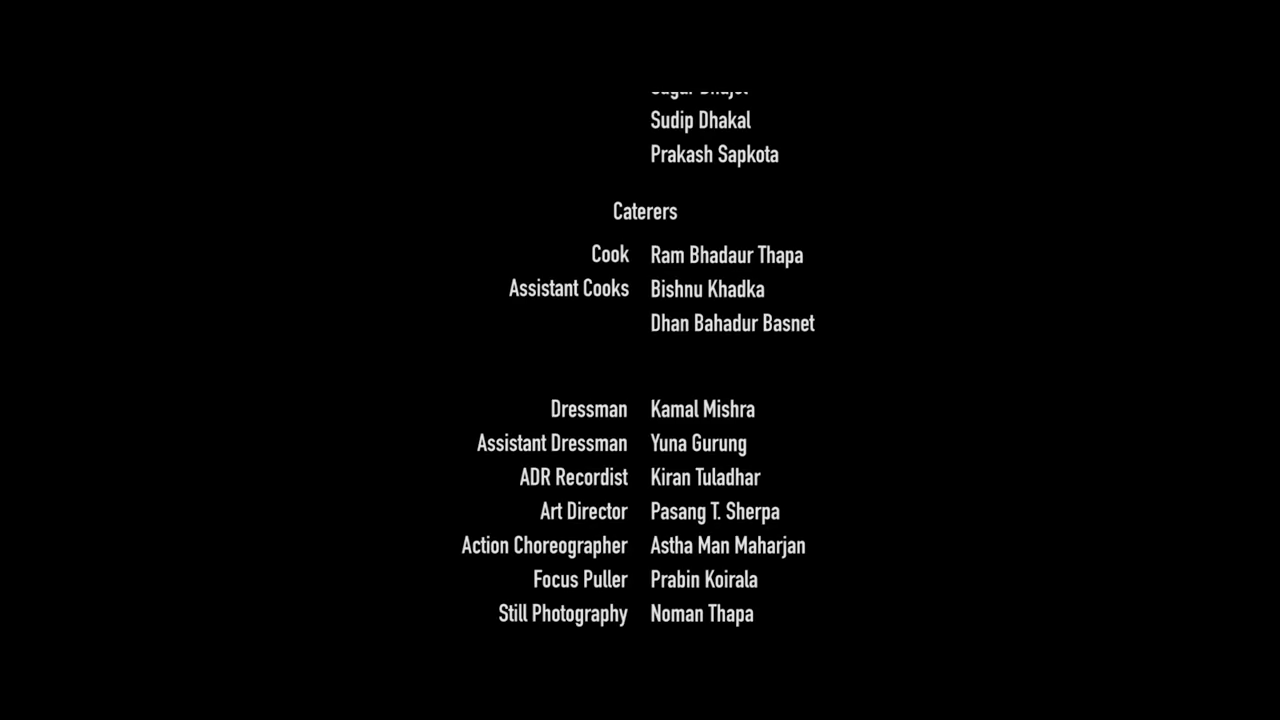 Sudip Dhakal
Prakash Sapkota
Caterers
Cook Ram Bhadaur Thapa
Assistant Cooks Bishnu Khadka
Dhan Bahadur Basnet
Dressman Kamal Mishra
Assistant Dressman Yuna Gurung
ADR Recordist Kiran Tuladhar
Art Director Pasang T. Sherpa
Action Choreographer Astha Man Maharjan
Focus Puller Prabin Koirala
Still Photography Noman Thapa